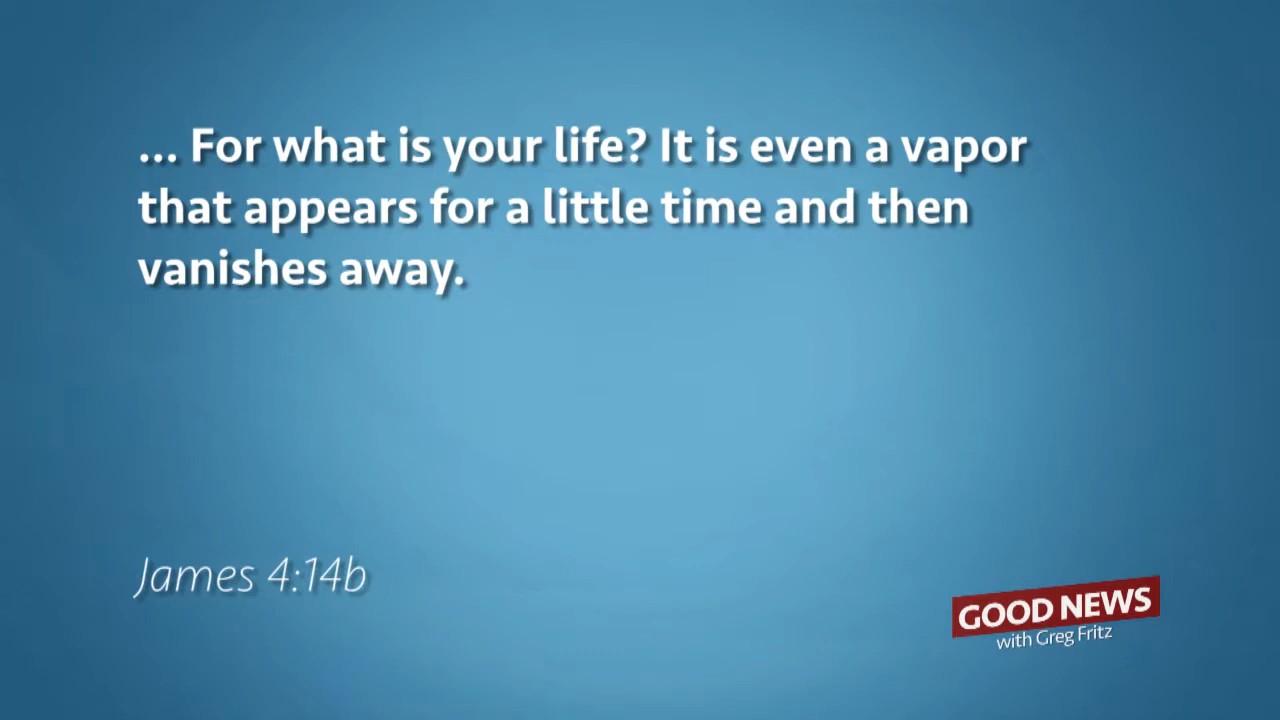 ... For what is your life? It is even a vapor
that appears for a little time and then
vanishes away.
James 4:14b
GOOD NEWS
with Greg Fritz